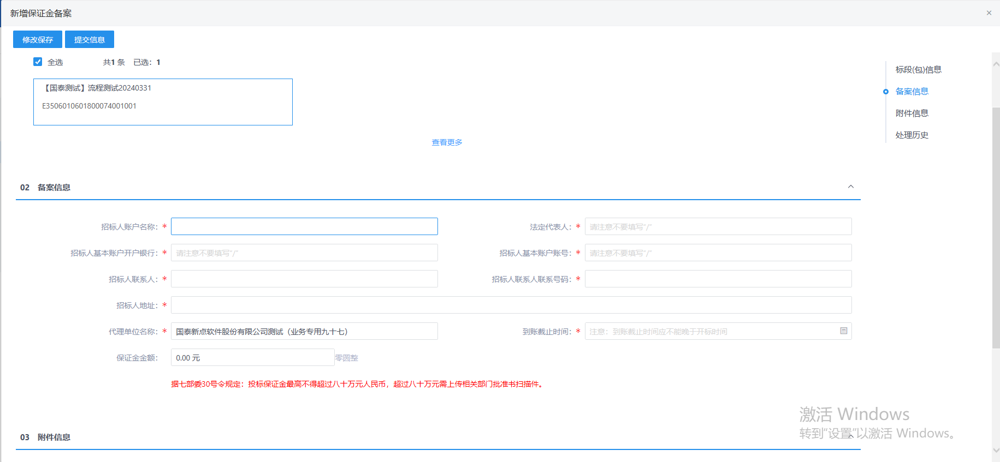 新增保证金备案
×
修改保存 提交信息
全选 共1 条 已选：1
【国泰测试】流程测试20240331
E3506010601800074001001
查看更多
标段(包)信息
备案信息
附件信息
处理历史
02 备案信息
招标人账户名称：*
法定代表人：* 请注意不要填写“/”
招标人基本账户开户银行：* 请注意不要填写“/”
招标人基本账户账号：* 请注意不要填写“/”
招标人联系人：*
招标人联系人联系号码：*
招标人地址：*
代理单位名称：* 国泰新点软件股份有限公司测试（业务专用九十七）
到账截止时间：* 注意：到账截止时间应不能晚于开标时间
保证金金额： 0.00 元 零圆整
据七部委30号令规定：投标保证金最高不得超过八十万元人民币，超过八十万元需上传相关部门批准书扫描件。
03 附件信息
激活 Windows
转到“设置”以激活 Windows。